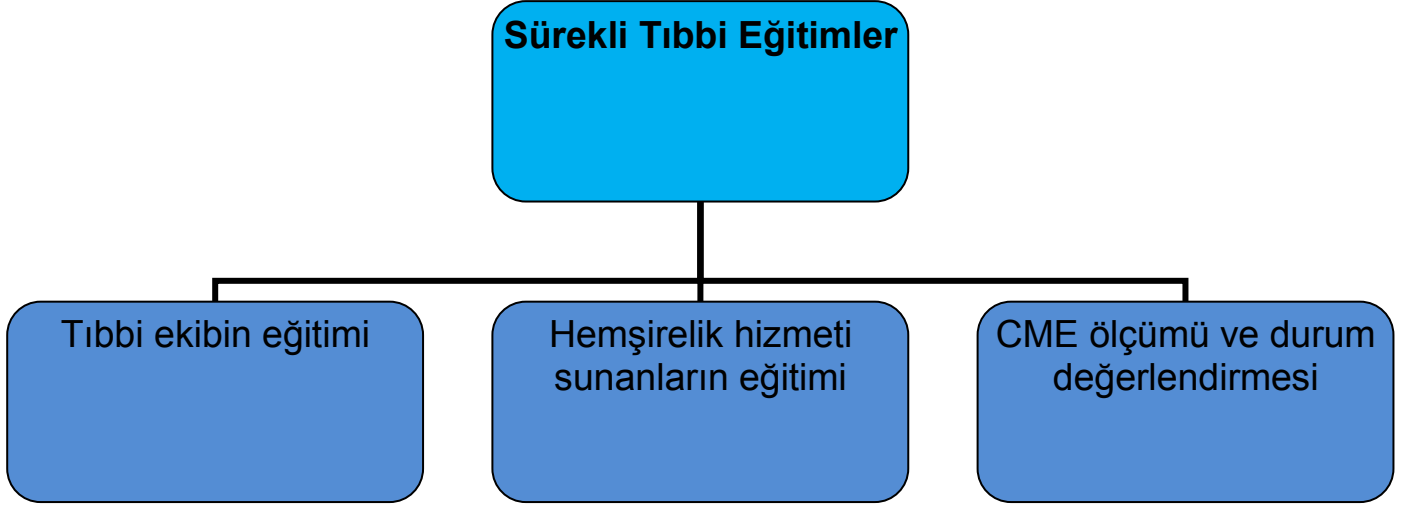 Sürekli Tıbbi Eğitimler
Tıbbi ekibin eğitimi
Hemşirelik hizmeti
sunanların eğitimi
CME ölçümü ve durum
değerlendirmesi